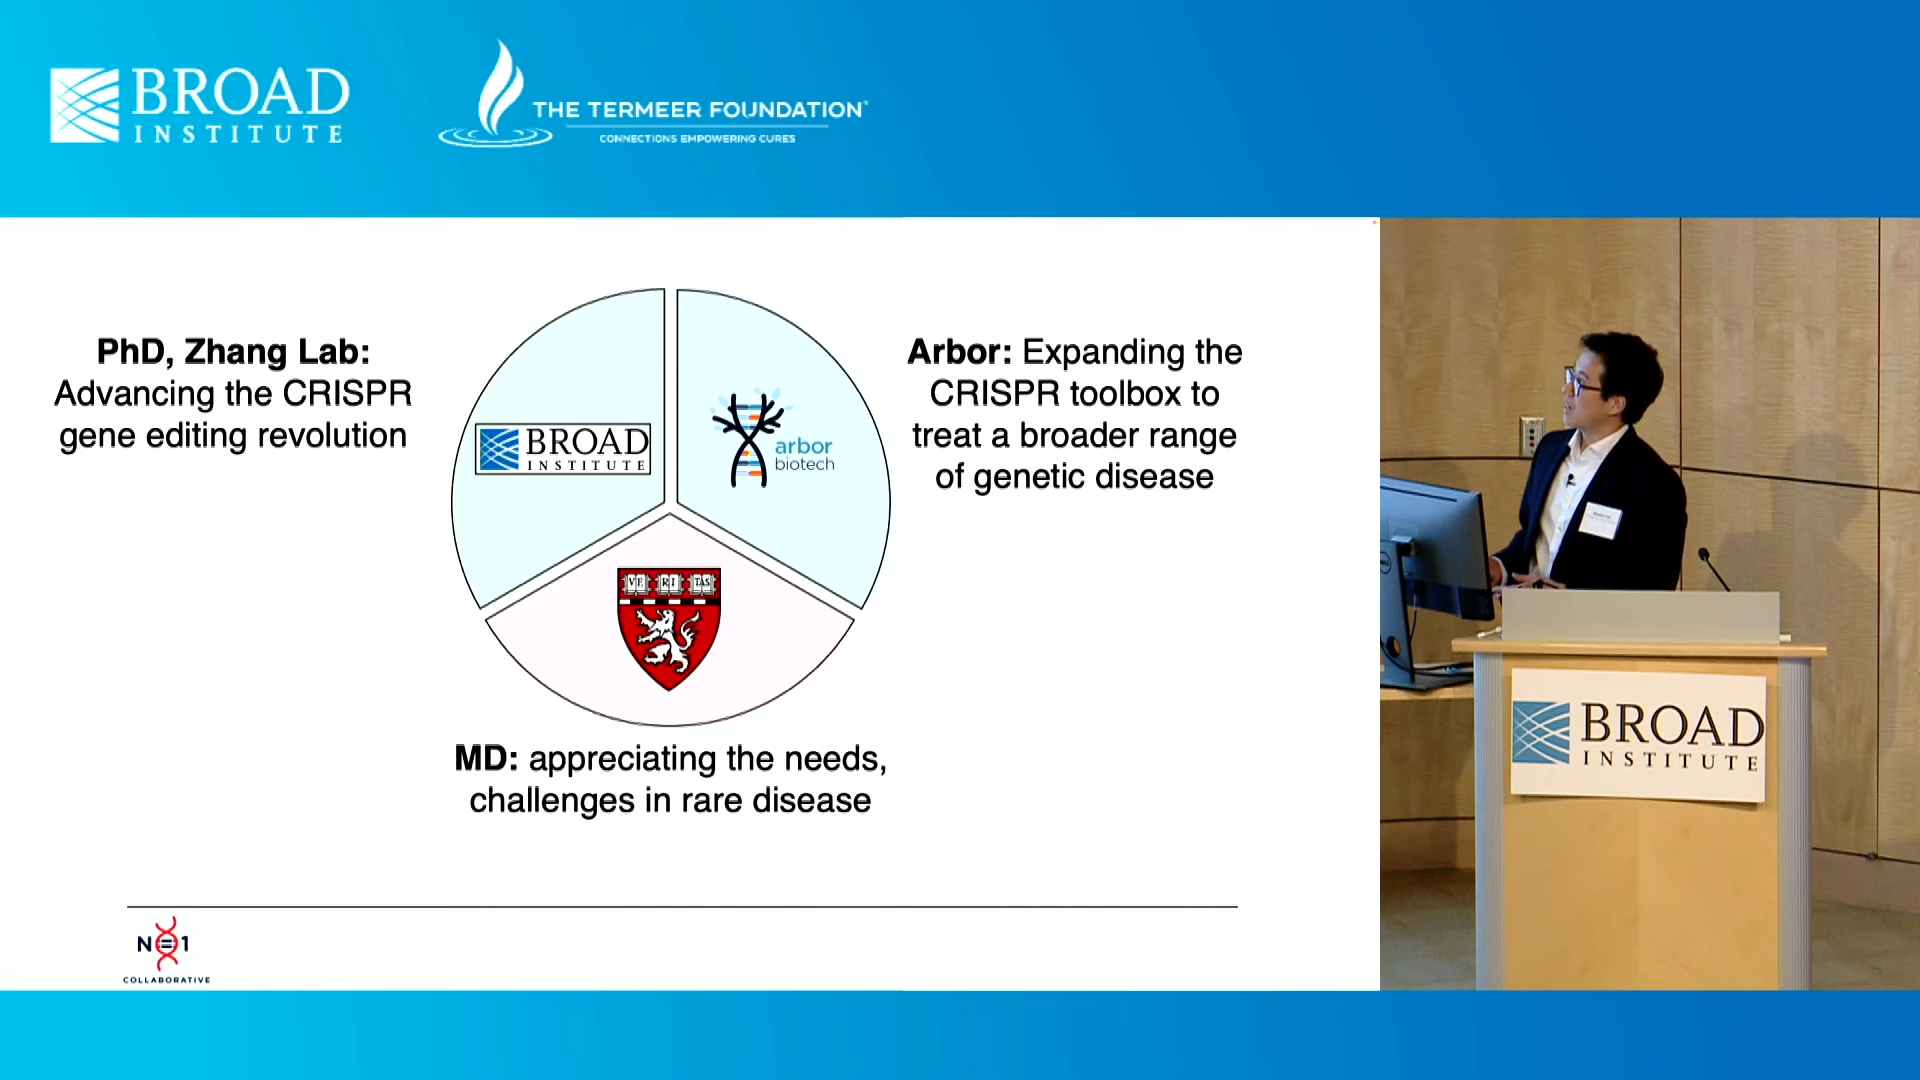 BROAD
INSTITUTE
THE TERMEER FOUNDATION
CONNECTIONS EMPOWERING CURES
PhD, Zhang Lab:
Advancing the CRISPR
gene editing revolution
BROAD
INSTITUTE
arbor
biotech
Arbor: Expanding the
CRISPR toolbox to
treat a broader range
of genetic disease
VE RI TAS
MD: appreciating the needs,
challenges in rare disease
N=1
COLLABORATIVE
DELL
BROAD
INSTITUTE